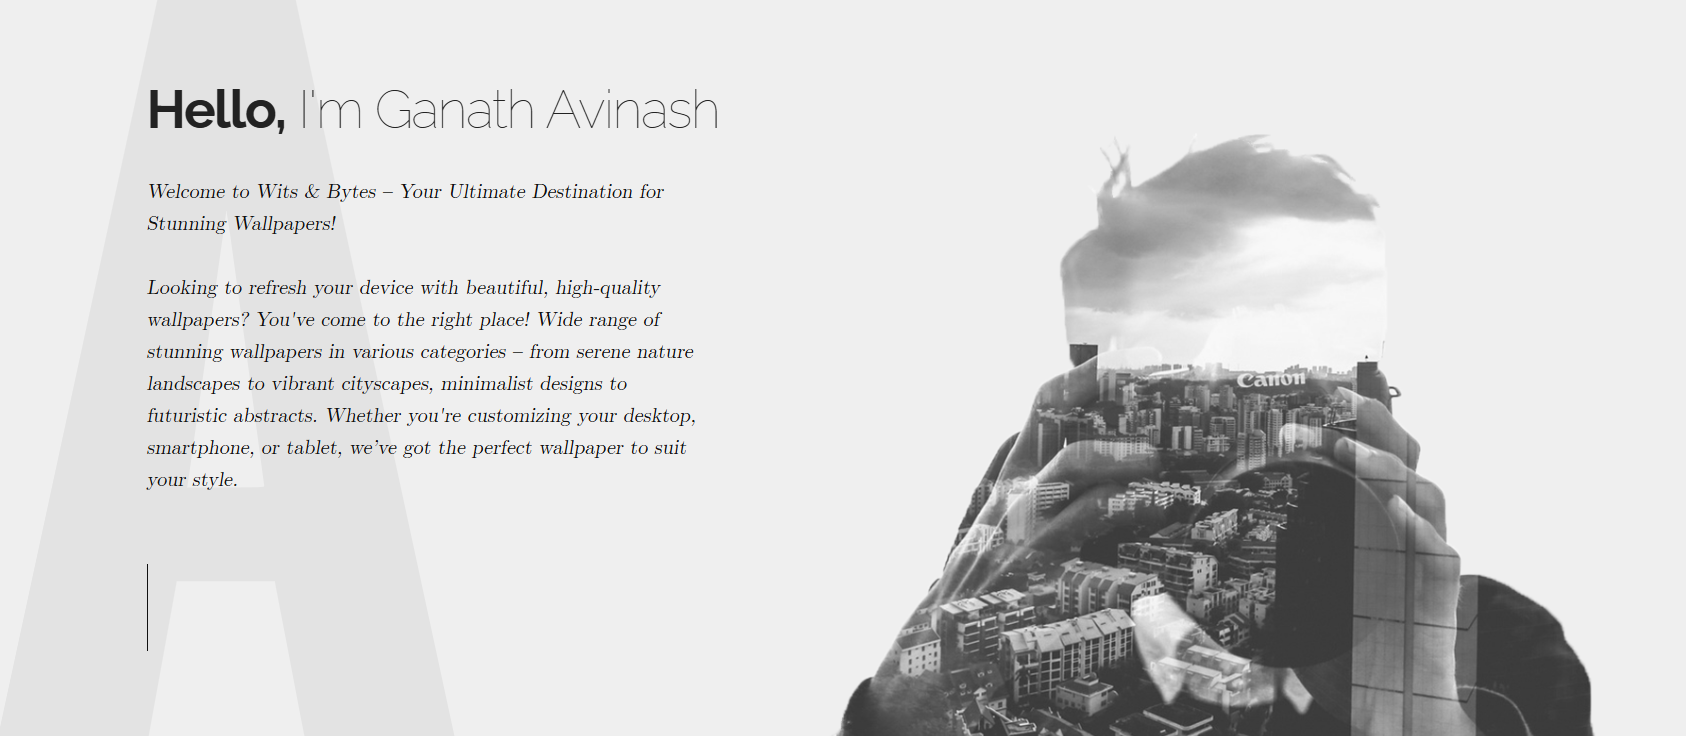 Hello, I'm Ganath Avinash
Welcome to Wits & Bytes – Your Ultimate Destination for
Stunning Wallpapers!
Looking to refresh your device with beautiful, high-quality
wallpapers? You've come to the right place! Wide range of
stunning wallpapers in various categories – from serene nature
landscapes to vibrant cityscapes, minimalist designs to
futuristic abstracts. Whether you're customizing your desktop,
smartphone, or tablet, we’ve got the perfect wallpaper to suit
your style.
A
Canon